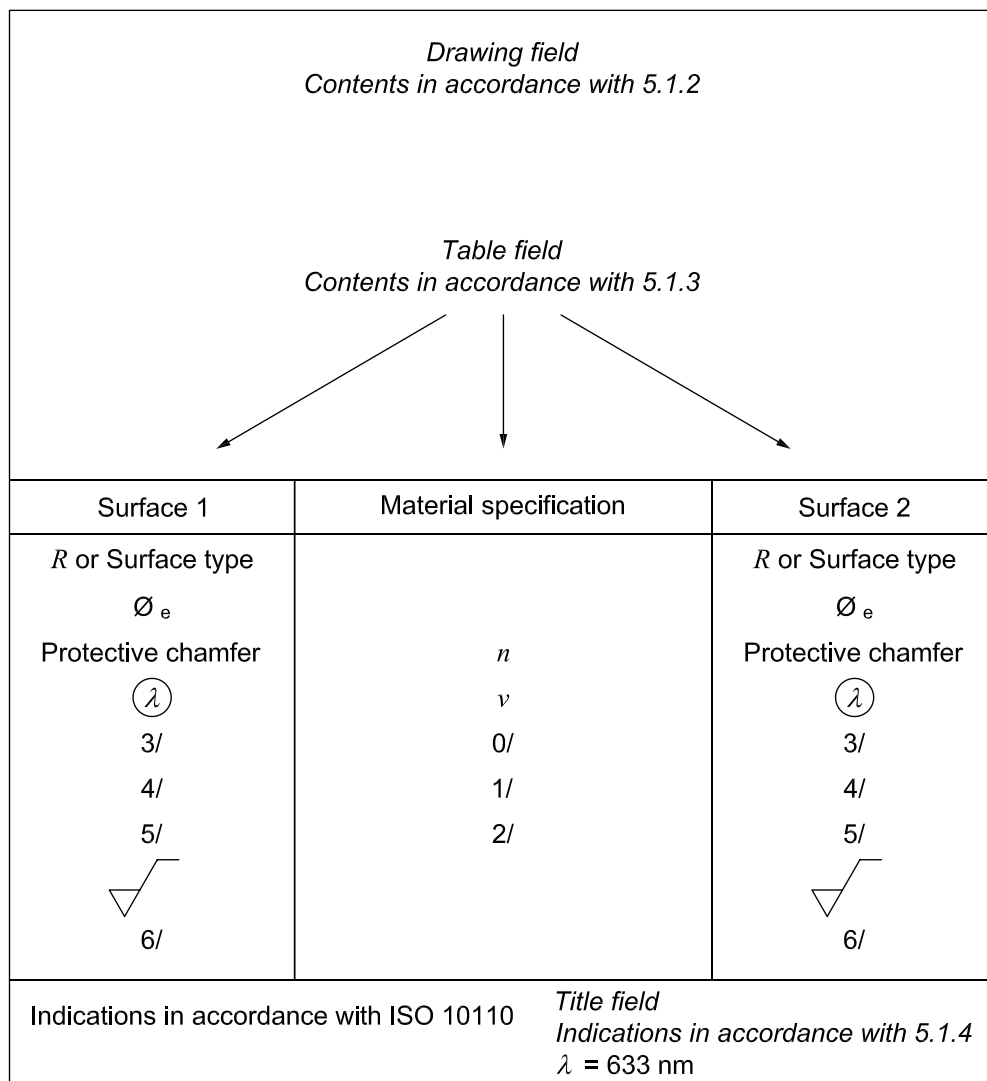 Drawing field
Contents in accordance with 5.1.2
Table field
Contents in accordance with 5.1.3
Surface 1
Material specification
Surface 2
R or Surface type
R or Surface type
Ø e
Ø e
Protective chamfer
n
Protective chamfer
λ
ν
λ
3/
0/
3/
4/
1/
4/
5/
2/
5/
6/
6/
Indications in accordance with ISO 10110
Title field
Indications in accordance with 5.1.4
λ = 633 nm